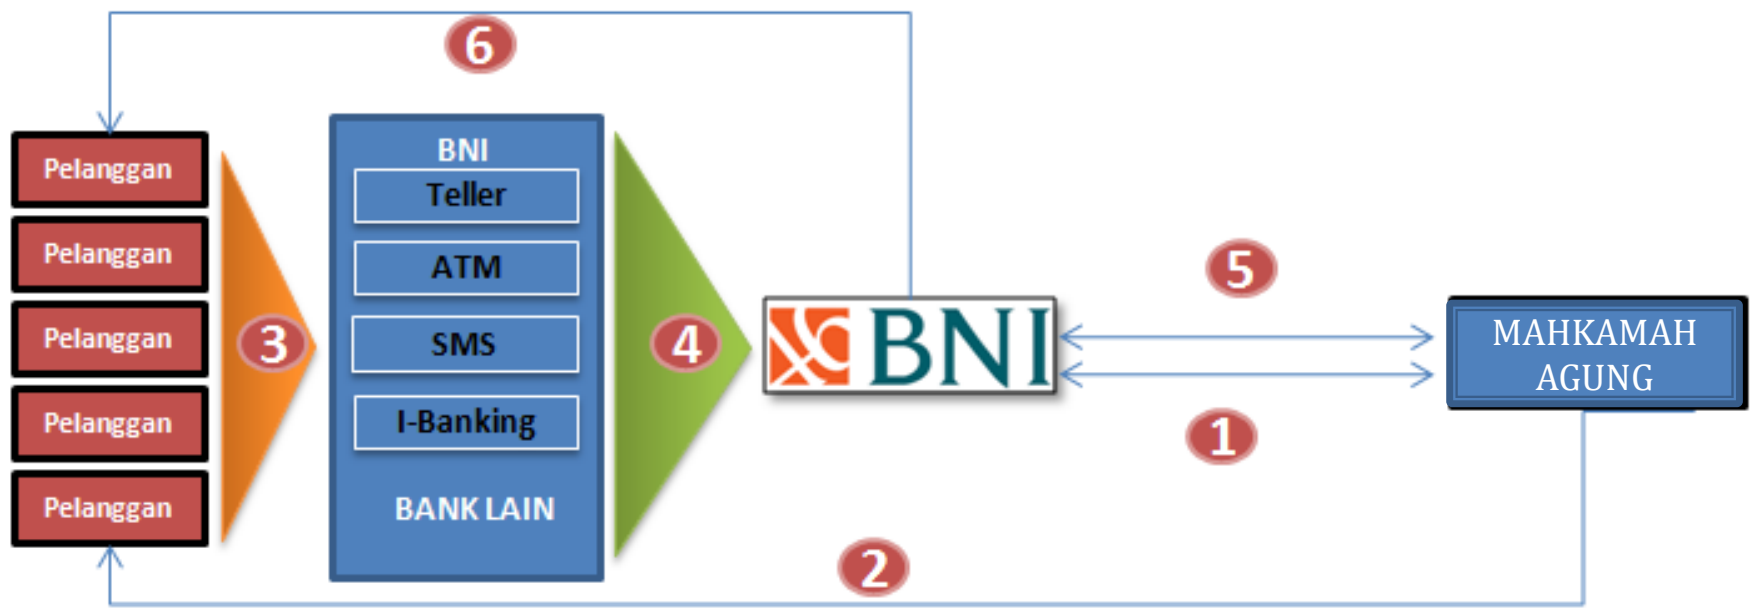 6
Pelanggan
Pelanggan
Pelanggan
Pelanggan
Pelanggan
3
BNI
Teller
ATM
SMS
I-Banking
BANK LAIN
4
BNI
5
1
MAHKAMAH
AGUNG
2